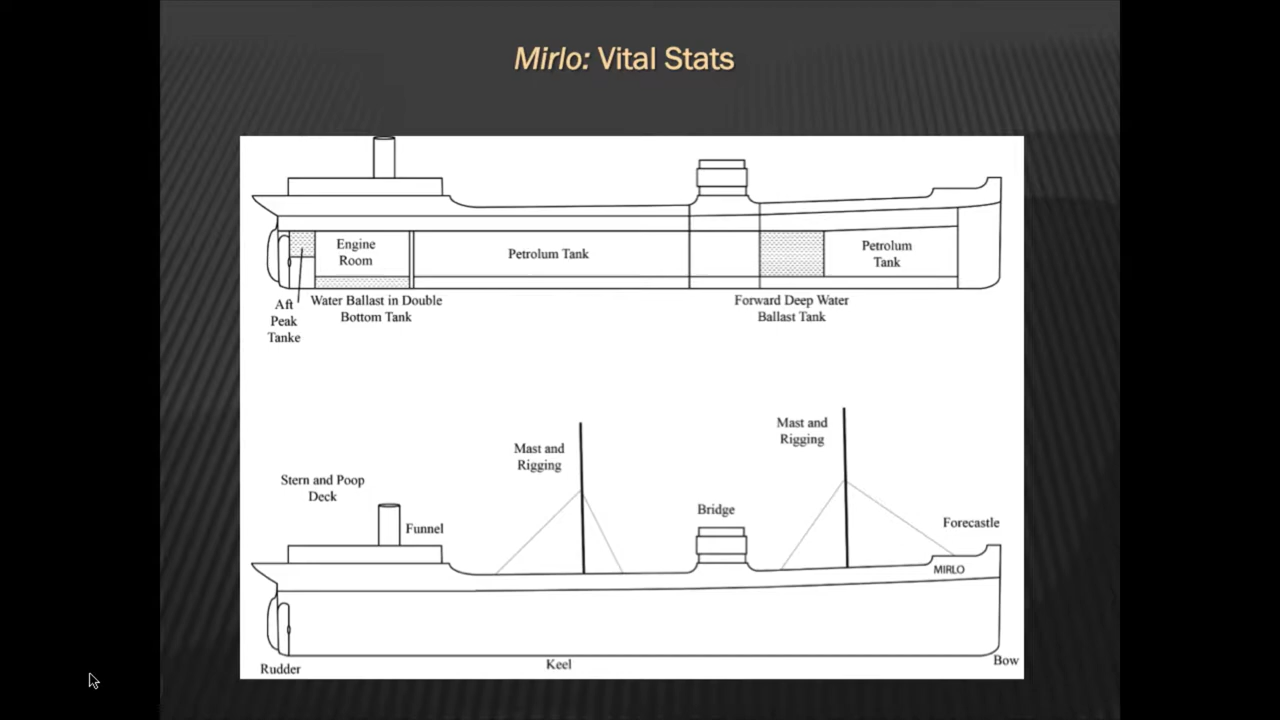 Mirlo: Vital Stats
Engine
Room
Petrolum Tank
Petrolum
Tank
Aft
Peak
Tanke
Water Ballast in Double
Bottom Tank
Forward Deep Water
Ballast Tank
Mast and
Rigging
Mast and
Rigging
Stern and Poop
Deck
Funnel
Bridge
Forecastle
MIRLO
Rudder
Keel
Bow